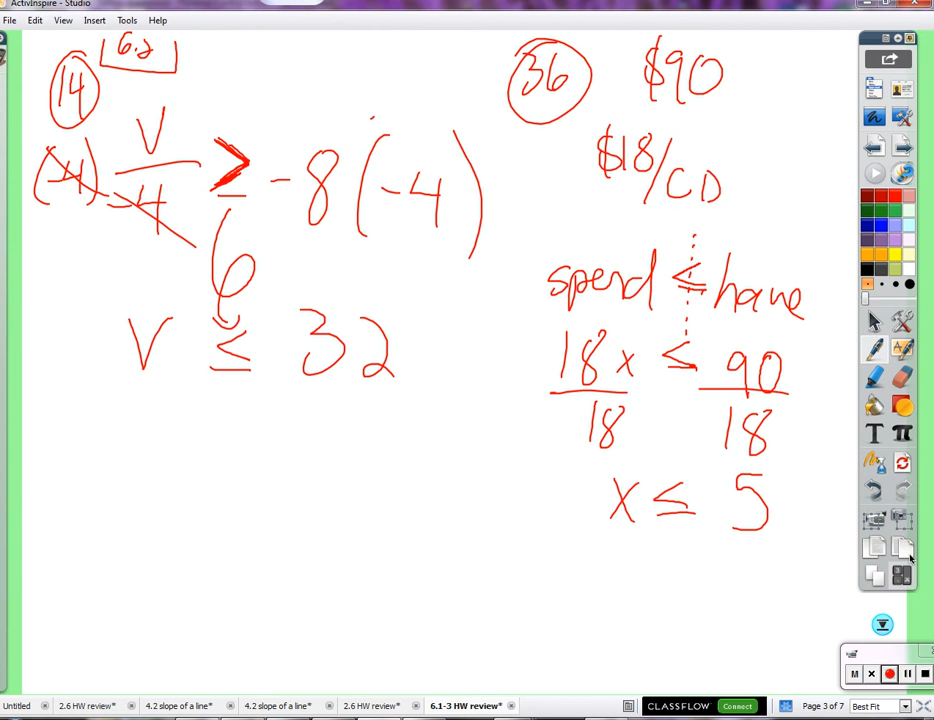 ActivInspire - Studio
File Edit View Insert Tools Help
6.2
14
(-4) V/-4 ≥ -8(-4)
V ≤ 32
36 $90
$18/CD
spend ≤ have
18x ≤ 90
18 18
x ≤ 5
T π
M
Untitled 2.6 HW review* 4.2 slope of a line* 4.2 slope of a line* 2.6 HW review* 6.1-3 HW review* CLASSFLOW Connect Page 3 of 7 Best Fit